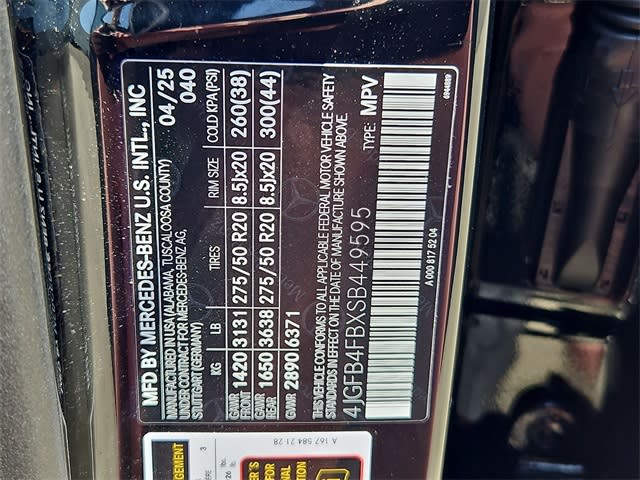 MFD BY MERCEDES-BENZ U.S. INTL., INC 04/25
MANUFACTURED IN USA (ALABAMA, TUSCALOOSA COUNTY) 040
UNDER CONTRACT FOR MERCEDES-BENZ AG,
STUTTGART (GERMANY)
KG LB TIRES RIM SIZE COLD KPA (PSI)
GAWR FRONT 1420 3131 275/50 R20 8.5Jx20 260(38)
GAWR REAR 1650 3638 275/50 R20 8.5Jx20 300(44)
GVWR 2890 6371
THIS VEHICLE CONFORMS TO ALL APPLICABLE FEDERAL MOTOR VEHICLE SAFETY
STANDARDS IN EFFECT ON THE DATE OF MANUFACTURE SHOWN ABOVE.
4JGFB4FBXSB449595 TYPE: MPV
A 000 817 52 04
A 167 584 21 28
3